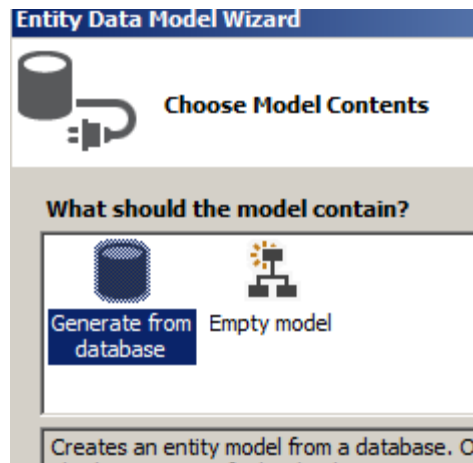 Entity Data Model Wizard
Choose Model Contents
What should the model contain?
Generate from Empty model
database
Creates an entity model from a database.